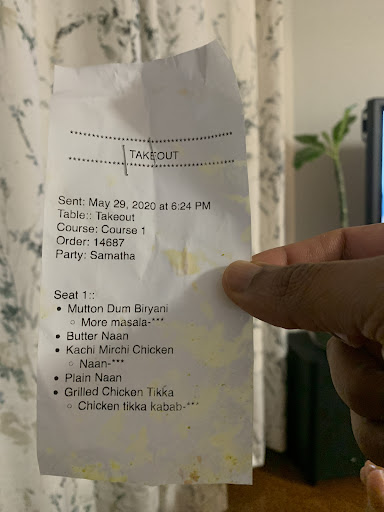 ******************************************
TAKEOUT
******************************************
Sent: May 29, 2020 at 6:24 PM
Table:: Takeout
Course: Course 1
Order: 14687
Party: Samatha
Seat 1::
• Mutton Dum Biryani
◦ More masala-***
• Butter Naan
• Kachi Mirchi Chicken
◦ Naan-***
• Plain Naan
• Grilled Chicken Tikka
◦ Chicken tikka kabab-***